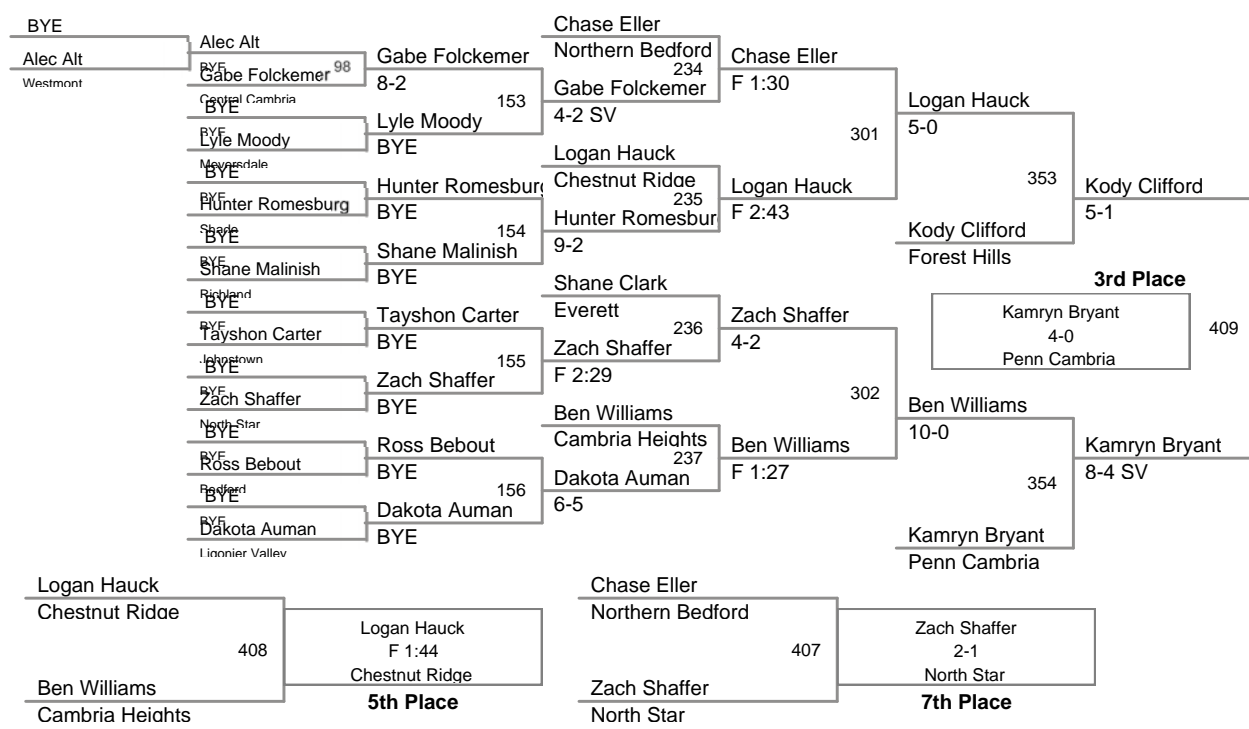 BYE
Alec Alt
Westmont
Alec Alt
BYE
Gabe Folckemer
98
Central Cambria
BYE
BYE
Lyle Moody
Meyersdale
BYE
BYE
Hunter Romesburg
Shade
BYE
BYE
Shane Malinish
Richland
BYE
BYE
Tayshon Carter
Johnstown
BYE
BYE
Zach Shaffer
North Star
BYE
BYE
Ross Bebout
Bedford
BYE
BYE
Dakota Auman
Ligonier Valley
Gabe Folckemer
8-2
153
Lyle Moody
BYE
Hunter Romesburg
BYE
154
Shane Malinish
BYE
Tayshon Carter
BYE
155
Zach Shaffer
BYE
Ross Bebout
BYE
156
Dakota Auman
BYE
Chase Eller
Northern Bedford
234
Gabe Folckemer
4-2 SV
Logan Hauck
Chestnut Ridge
235
Hunter Romesbur
9-2
Shane Clark
Everett
236
Zach Shaffer
F 2:29
Ben Williams
Cambria Heights
237
Dakota Auman
6-5
Chase Eller
F 1:30
301
Logan Hauck
F 2:43
Zach Shaffer
4-2
302
Ben Williams
F 1:27
Logan Hauck
5-0
353
Kody Clifford
Forest Hills
Kody Clifford
5-1
3rd Place
Kamryn Bryant
4-0
Penn Cambria
409
Ben Williams
10-0
354
Kamryn Bryant
Penn Cambria
Kamryn Bryant
8-4 SV
Logan Hauck
Chestnut Ridge
408
Ben Williams
Cambria Heights
Logan Hauck
F 1:44
Chestnut Ridge
5th Place
Chase Eller
Northern Bedford
407
Zach Shaffer
North Star
Zach Shaffer
2-1
North Star
7th Place